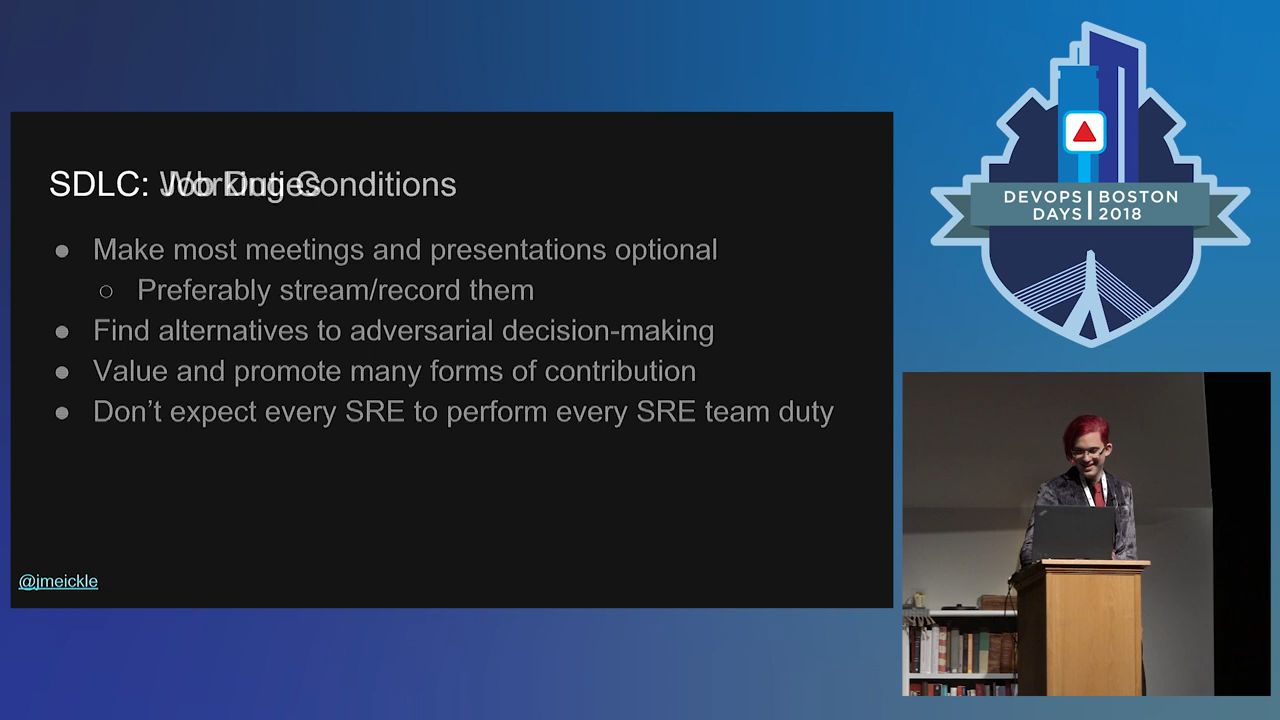 SDLC: Working Conditions
Job Duties
● Make most meetings and presentations optional
○ Preferably stream/record them
● Find alternatives to adversarial decision-making
● Value and promote many forms of contribution
● Don’t expect every SRE to perform every SRE team duty
@jmeickle
DEVOPS | BOSTON
DAYS | 2018